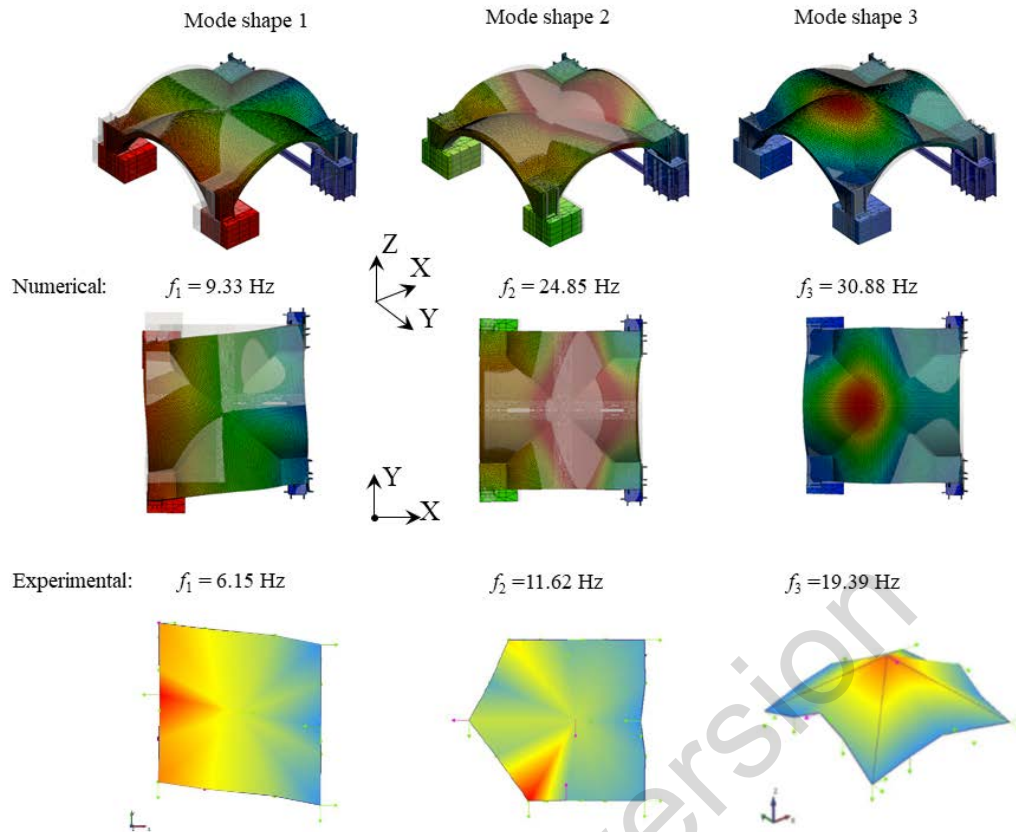 Mode shape 1 Mode shape 2 Mode shape 3
Z
X
Y
Numerical: f1 = 9.33 Hz f2 = 24.85 Hz f3 = 30.88 Hz
Y
X
Experimental: f1 = 6.15 Hz f2 =11.62 Hz f3 =19.39 Hz
ersion